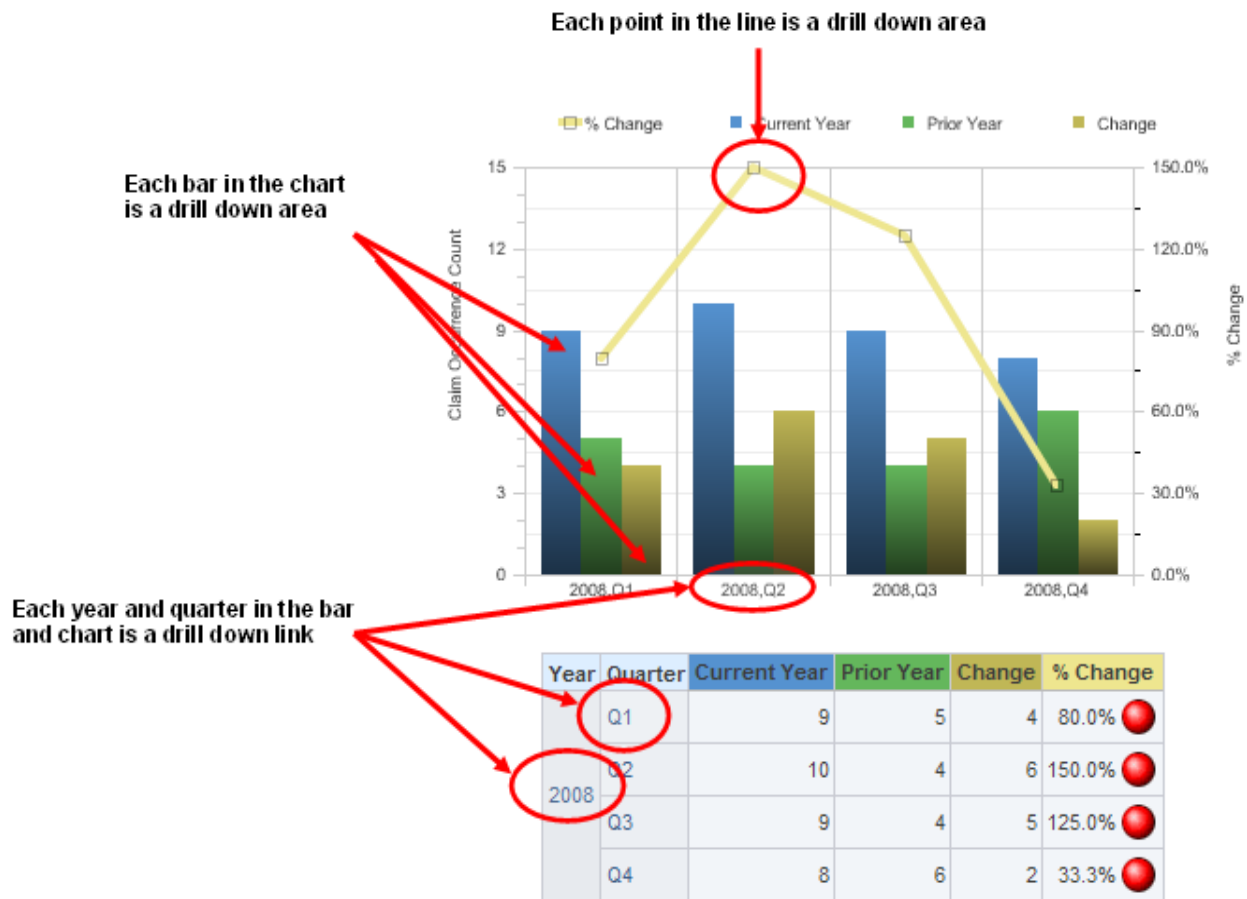 Each point in the line is a drill down area
% Change Current Year Prior Year Change
Each bar in the chart
is a drill down area
Claim Occurrence Count
15
12
9
6
3
0
150.0%
120.0%
90.0%
60.0%
30.0%
0.0%
% Change
2008,Q1 2008,Q2 2008,Q3 2008,Q4
Each year and quarter in the bar
and chart is a drill down link
Year Quarter Current Year Prior Year Change % Change
2008
Q1 9 5 4 80.0%
Q2 10 4 6 150.0%
Q3 9 4 5 125.0%
Q4 8 6 2 33.3%